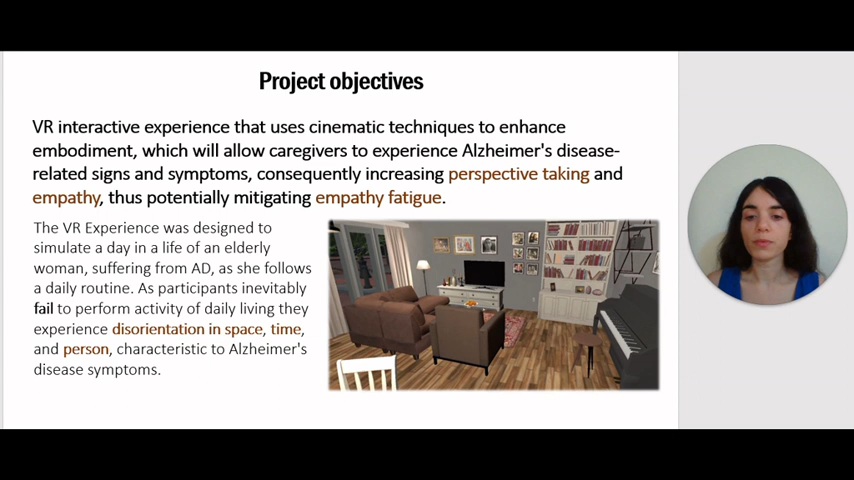 Project objectives
VR interactive experience that uses cinematic techniques to enhance
embodiment, which will allow caregivers to experience Alzheimer's disease-
related signs and symptoms, consequently increasing perspective taking and
empathy, thus potentially mitigating empathy fatigue.
The VR Experience was designed to
simulate a day in a life of an elderly
woman, suffering from AD, as she follows
a daily routine. As participants inevitably
fail to perform activity of daily living they
experience disorientation in space, time,
and person, characteristic to Alzheimer's
disease symptoms.